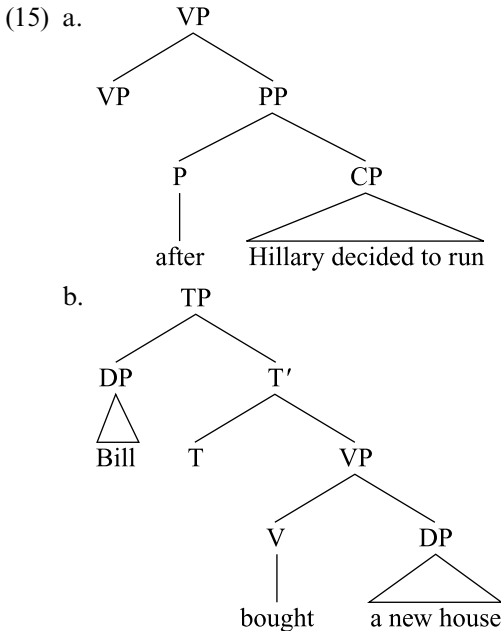 (15) a. VP
VP PP
P CP
after Hillary decided to run
b. TP
DP T′
Bill T VP
V DP
bought a new house